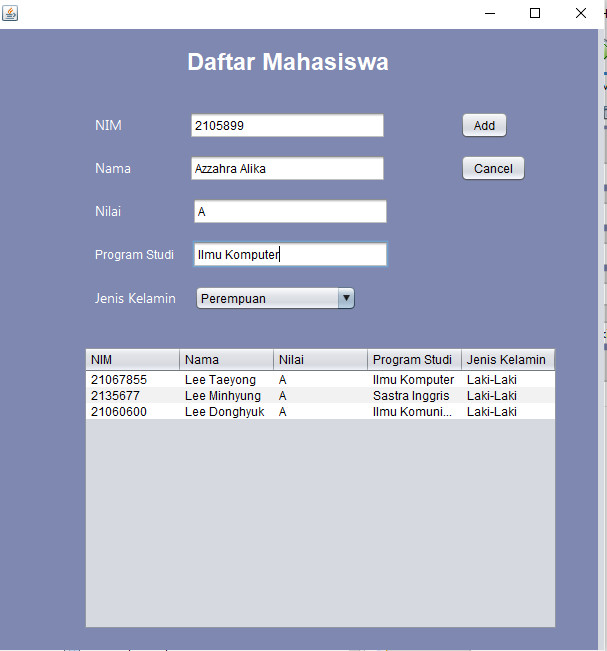 Daftar Mahasiswa
NIM 2105899 Add
Nama Azzahra Alika Cancel
Nilai A
Program Studi Ilmu Komputer
Jenis Kelamin Perempuan
NIM Nama Nilai Program Studi Jenis Kelamin
21067855 Lee Taeyong A Ilmu Komputer Laki-Laki
2135677 Lee Minhyung A Sastra Inggris Laki-Laki
21060600 Lee Donghyuk A Ilmu Komuni... Laki-Laki